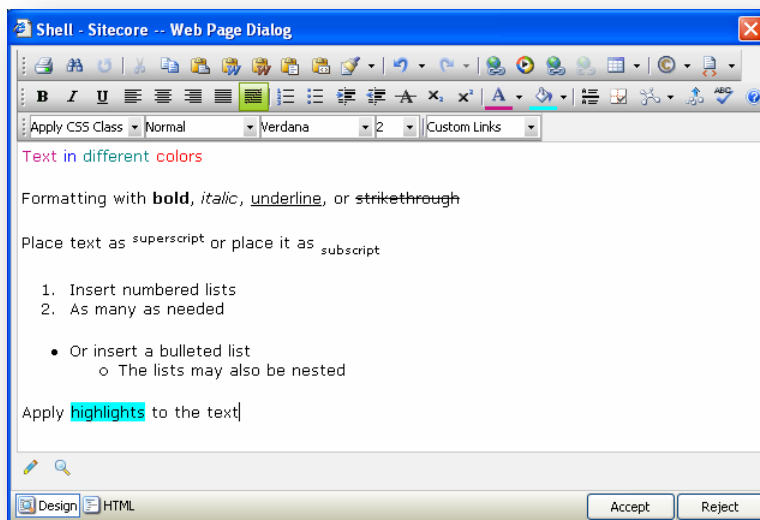 Shell - Sitecore -- Web Page Dialog
B I U A X₂ X² A ABC
Apply CSS Class Normal Verdana 2 Custom Links
Text in different colors
Formatting with bold, italic, underline, or strikethrough
Place text as superscript or place it as subscript
1. Insert numbered lists
2. As many as needed
• Or insert a bulleted list
o The lists may also be nested
Apply highlights to the text
Design HTML Accept Reject